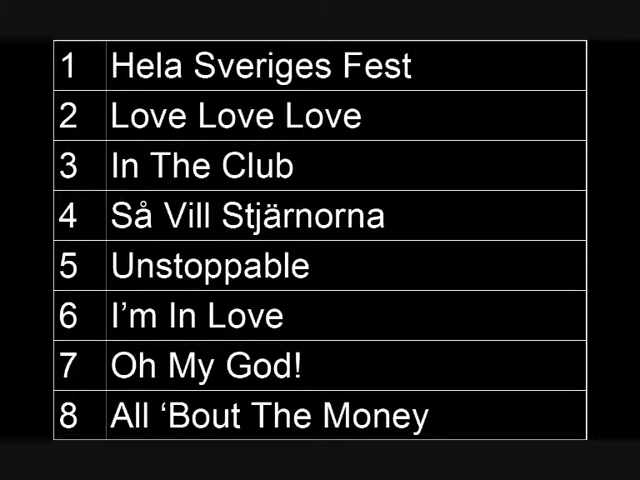 1 Hela Sveriges Fest
2 Love Love Love
3 In The Club
4 Så Vill Stjärnorna
5 Unstoppable
6 I’m In Love
7 Oh My God!
8 All ‘Bout The Money